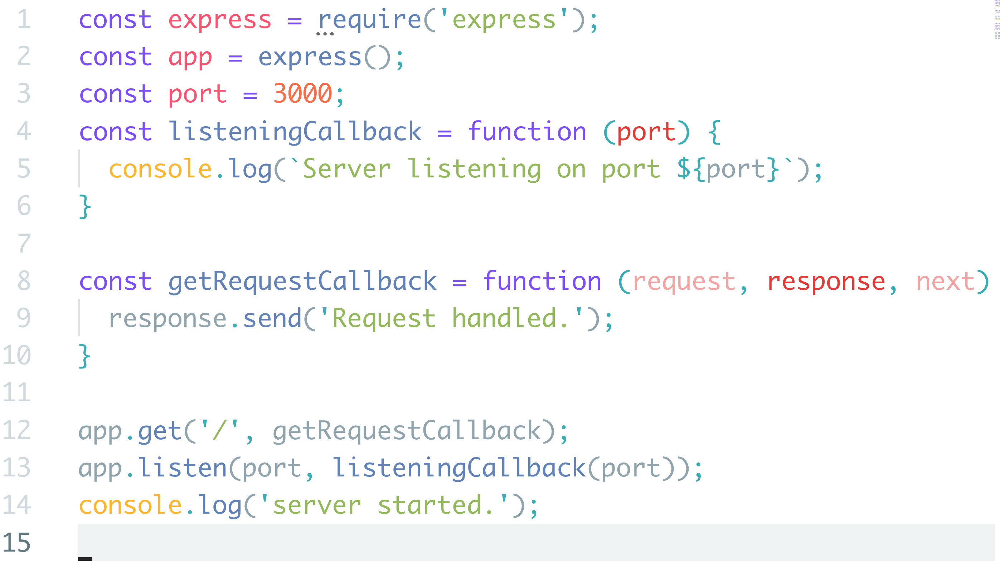 1 const express = require('express');
2 const app = express();
3 const port = 3000;
4 const listeningCallback = function (port) {
5   console.log(`Server listening on port ${port}`);
6 }
7
8 const getRequestCallback = function (request, response, next)
9   response.send('Request handled.');
10 }
11
12 app.get('/', getRequestCallback);
13 app.listen(port, listeningCallback(port));
14 console.log('server started.');
15